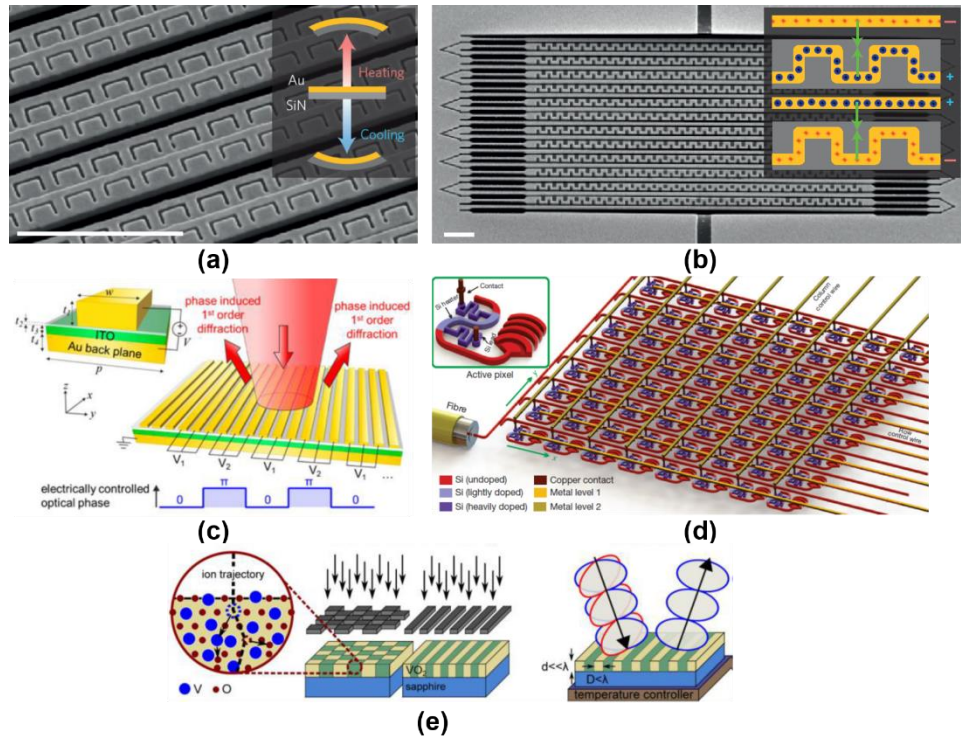 Au
SiN
Heating
Cooling
(a)
−
+
+
−
(b)
w
t₁
t₂
t₃
t₄
ITO
Au back plane
V
p
z
x
y
phase induced
1st order
diffraction
phase induced
1st order
diffraction
V₁ V₂ V₁ V₂ V₁ ...
electrically controlled
optical phase
0 π 0 π 0
(c)
Contact
Si heater
Active pixel
Fibre
y
x
Column
control wire
control wire
Si (undoped)
Si (lightly doped)
Si (heavily doped)
Copper contact
Metal level 1
Metal level 2
(d)
ion trajectory
V O
VO₂
sapphire
d<<λ
D<λ
temperature controller
(e)